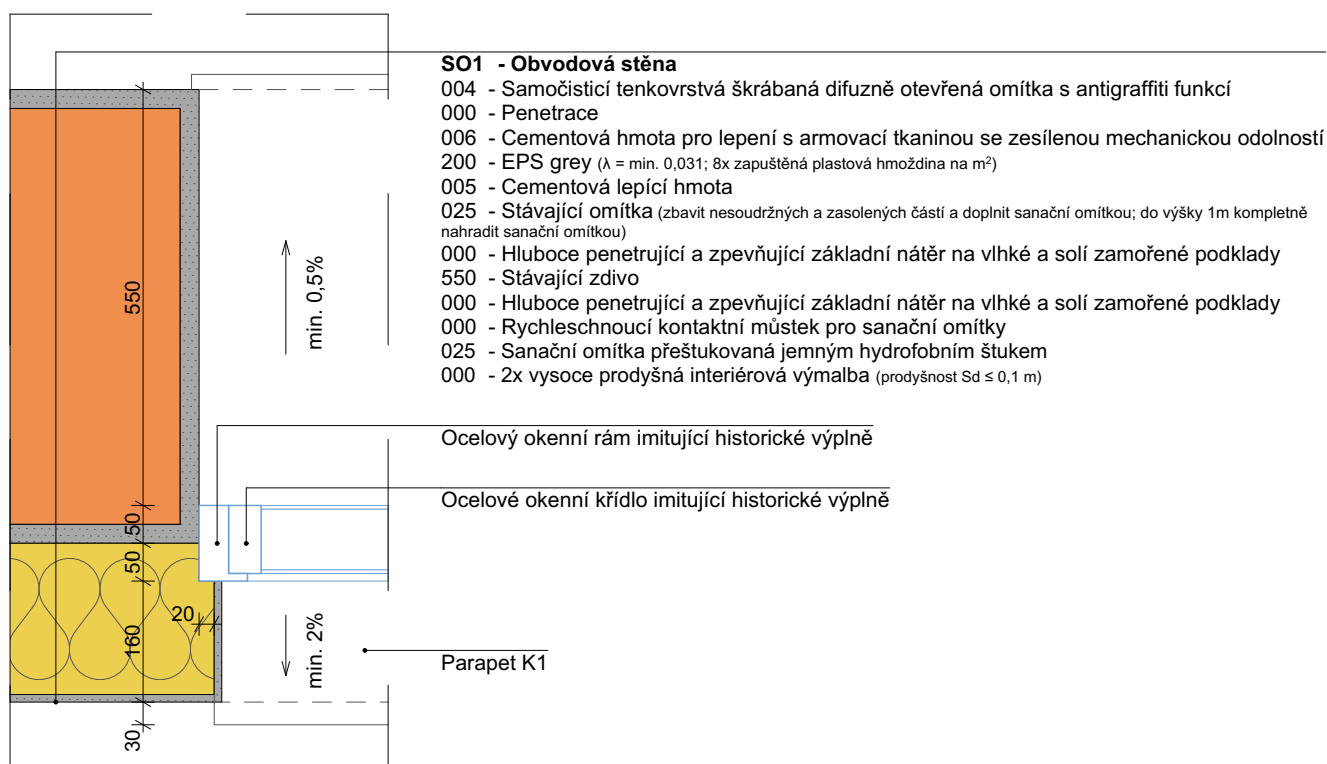 SO1 - Obvodová stěna
004 - Samočisticí tenkovrstvá škrábaná difuzně otevřená omítka s antigraffiti funkcí
000 - Penetrace
006 - Cementová hmota pro lepení s armovací tkaninou se zesílenou mechanickou odolností
200 - EPS grey (λ = min. 0,031; 8x zapuštěná plastová hmoždina na m²)
005 - Cementová lepící hmota
025 - Stávající omítka (zbavit nesoudržných a zasolených částí a doplnit sanační omítkou; do výšky 1m kompletně
nahradit sanační omítkou)
000 - Hluboce penetrující a zpevňující základní nátěr na vlhké a solí zamořené podklady
550 - Stávající zdivo
000 - Hluboce penetrující a zpevňující základní nátěr na vlhké a solí zamořené podklady
000 - Rychleschnoucí kontaktní můstek pro sanační omítky
025 - Sanační omítka přeštukovaná jemným hydrofobním štukem
000 - 2x vysoce prodyšná interiérová výmalba (prodyšnost Sd ≤ 0,1 m)
550
min. 0,5%
Ocelový okenní rám imitující historické výplně
Ocelové okenní křídlo imitující historické výplně
50
50
20
160
min. 2%
Parapet K1
30